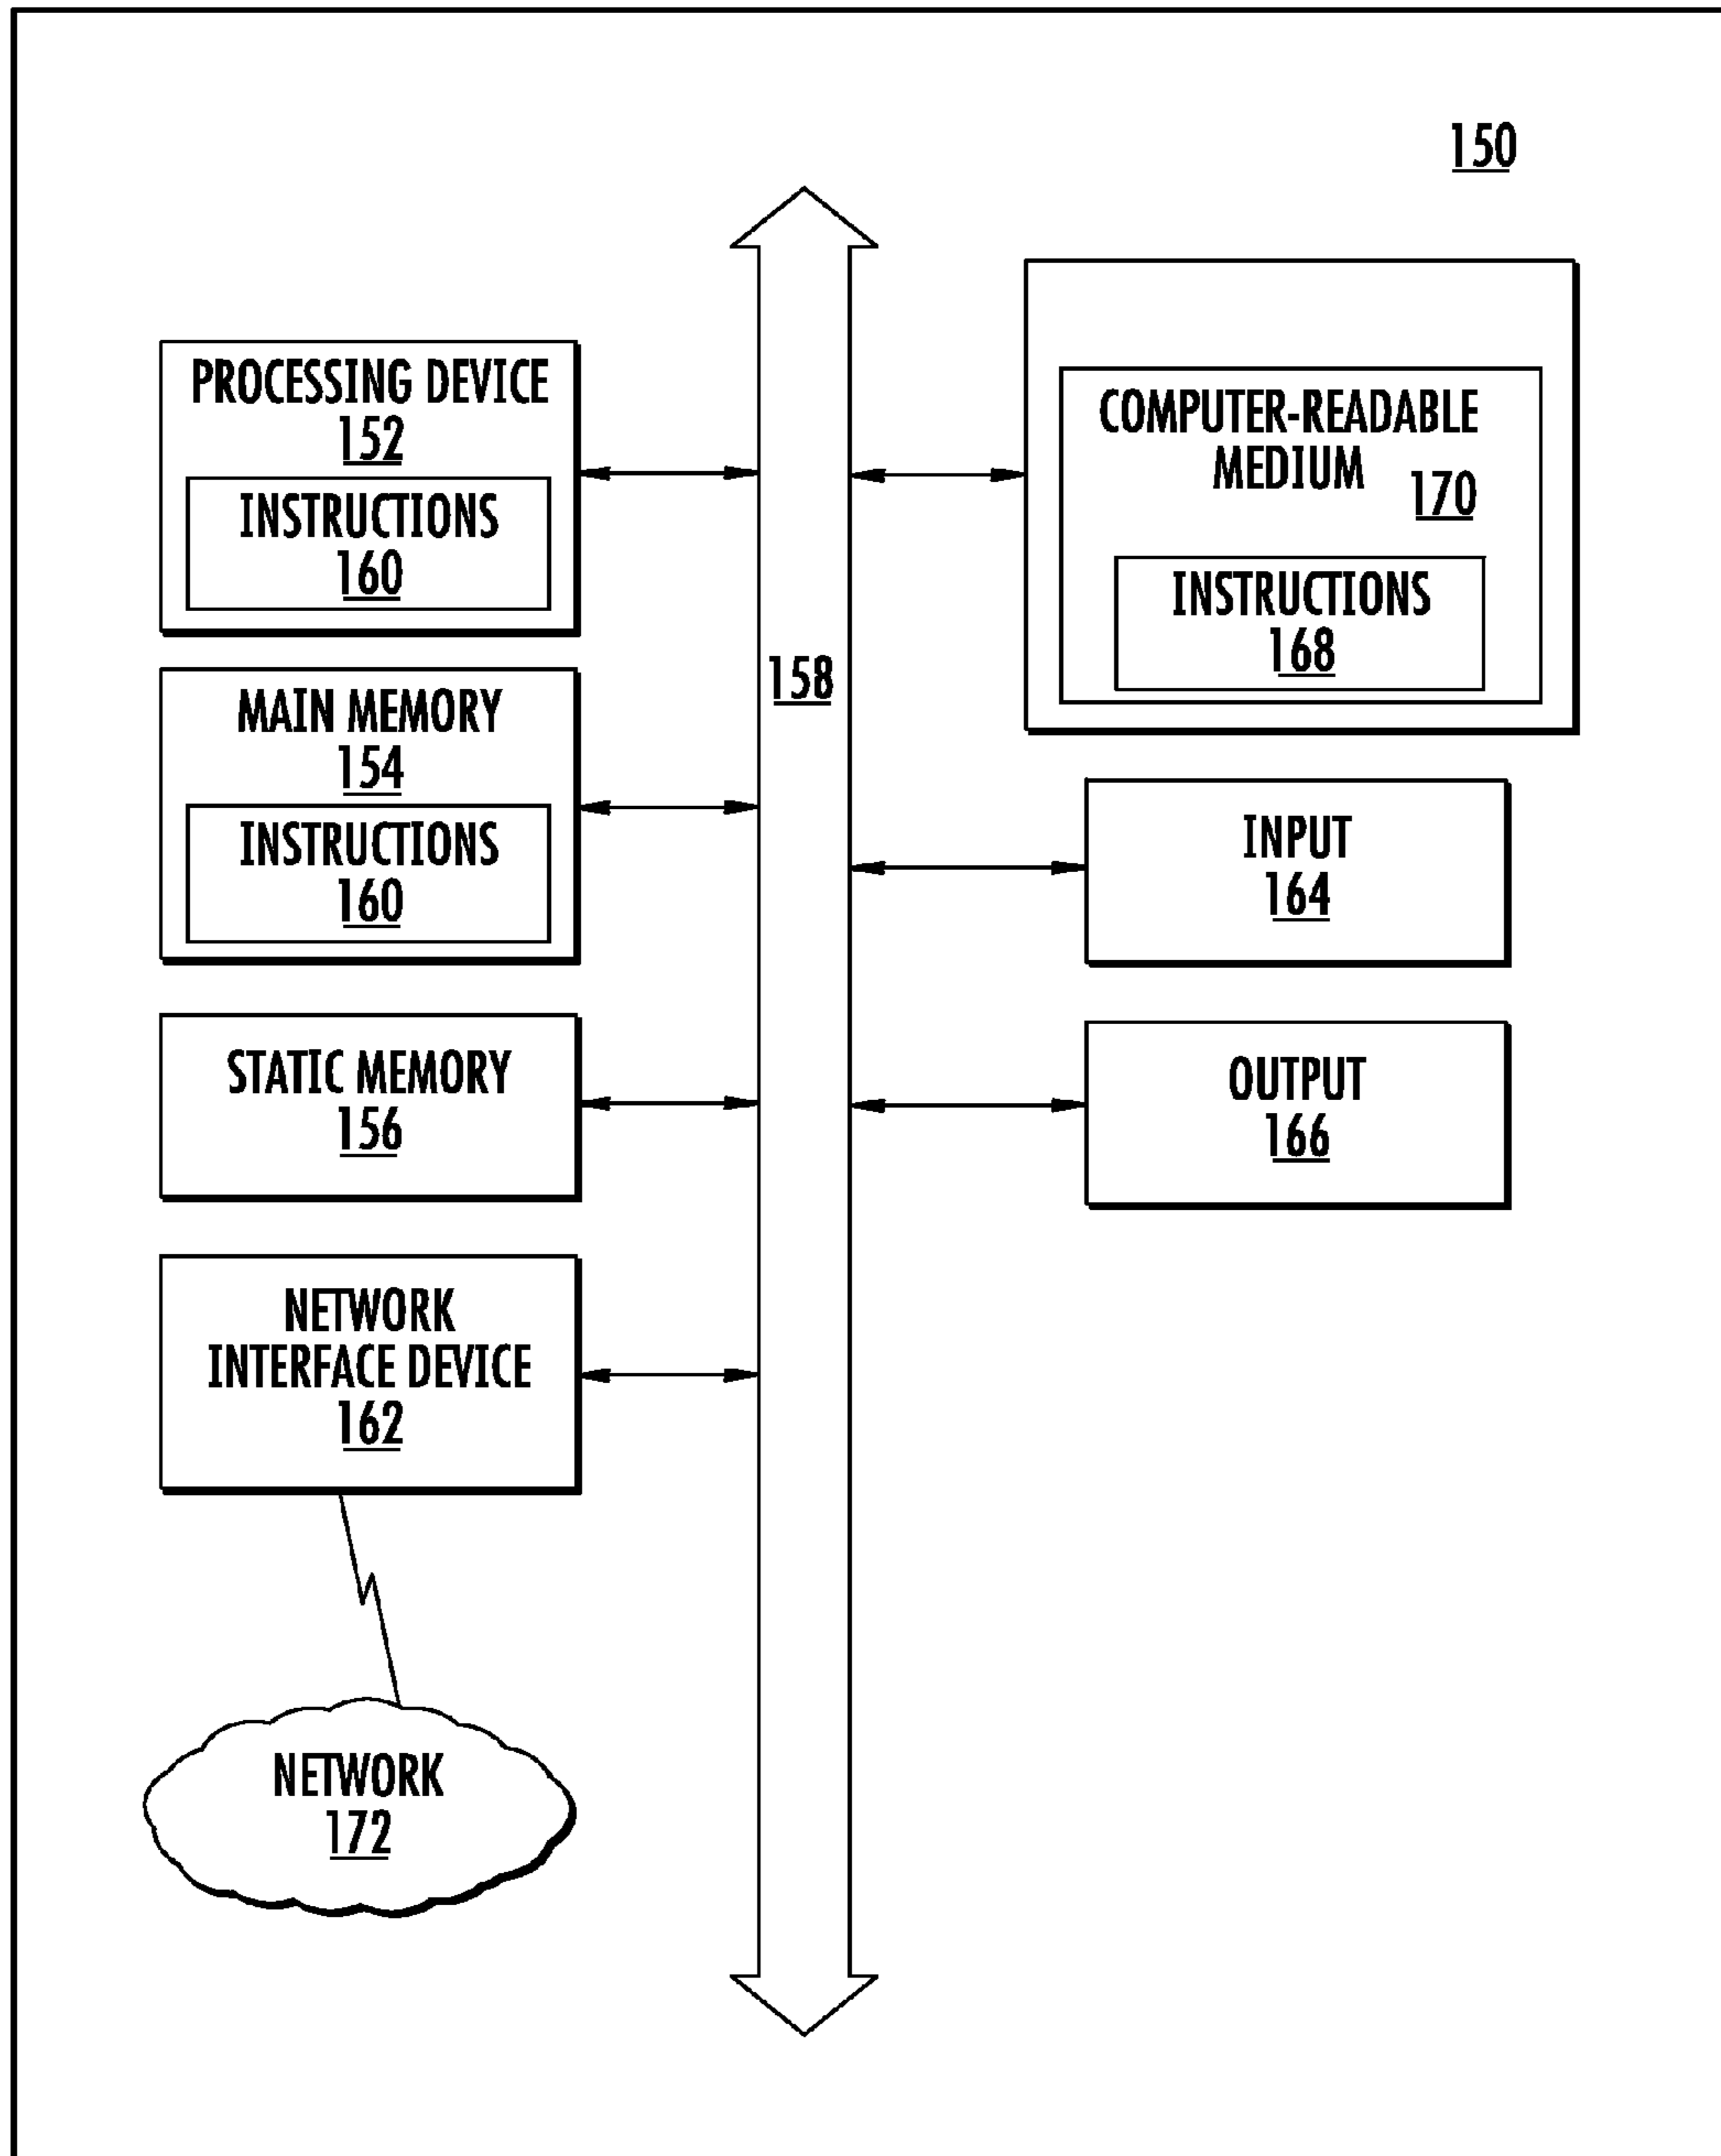 150
PROCESSING DEVICE
152
INSTRUCTIONS
160
MAIN MEMORY
154
INSTRUCTIONS
160
STATIC MEMORY
156
NETWORK
INTERFACE DEVICE
162
NETWORK
172
158
COMPUTER-READABLE
MEDIUM
170
INSTRUCTIONS
168
INPUT
164
OUTPUT
166